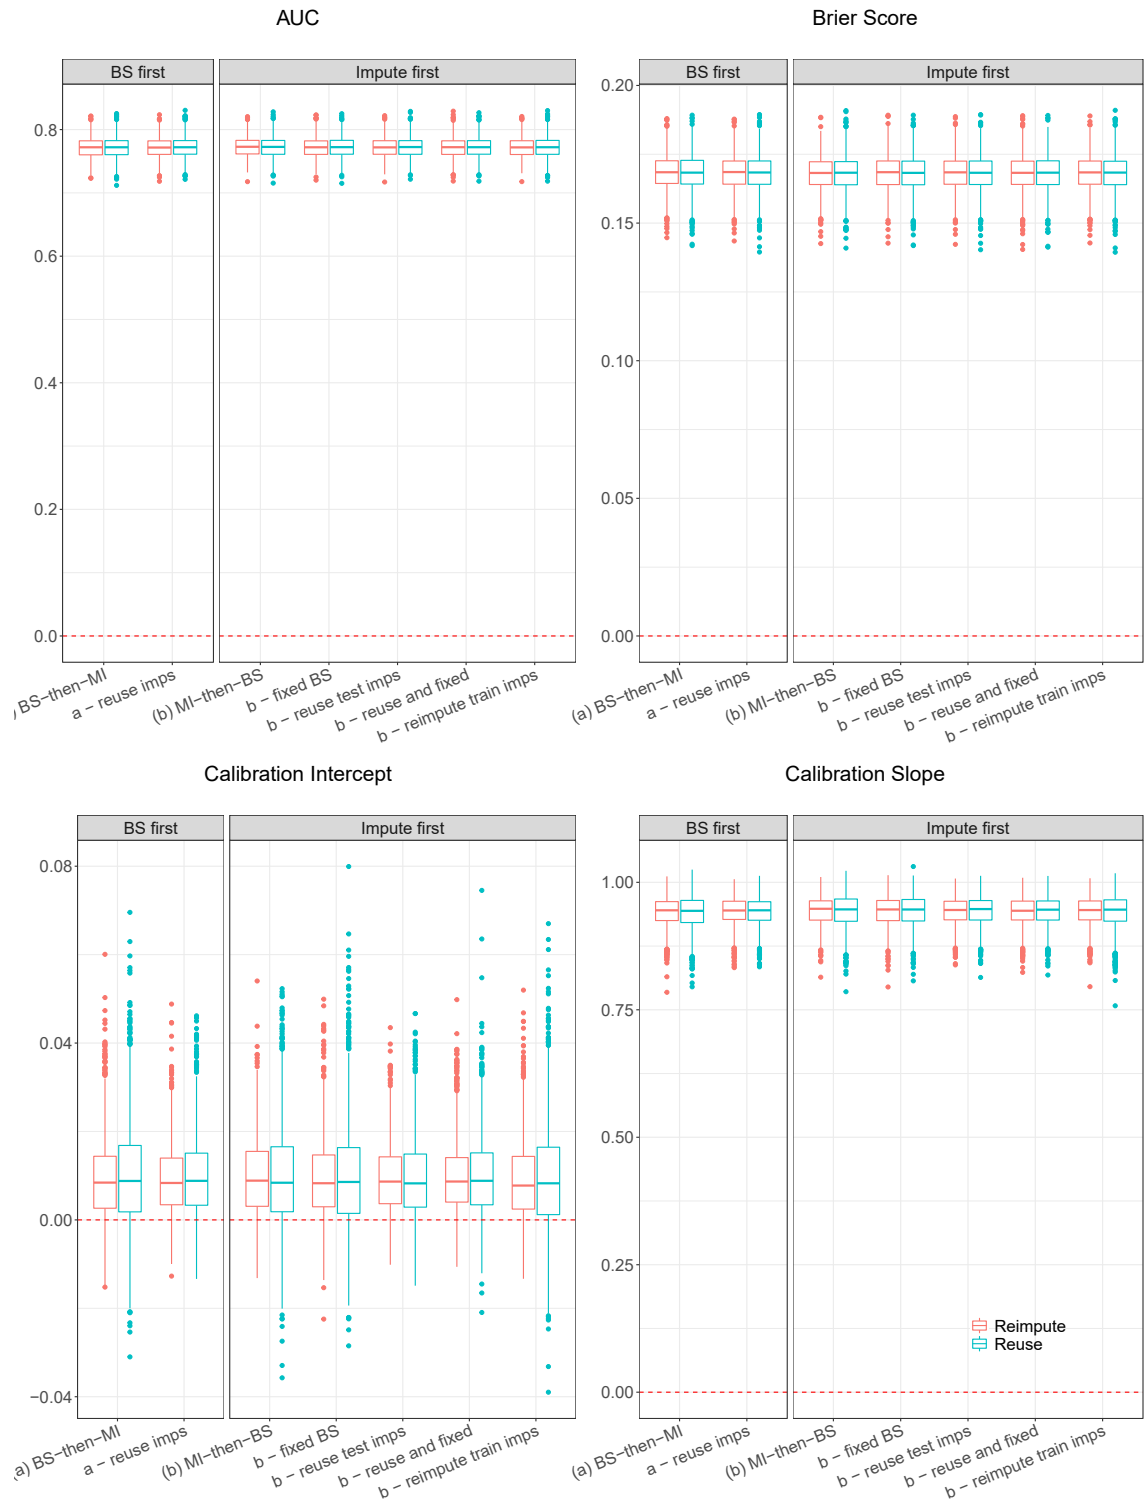 AUC
BS first
Impute first
0.8
0.6
0.4
0.2
0.0
) BS−then−MI
a − reuse imps
(b) MI−then−BS
b − fixed BS
b − reuse test imps
b − reuse and fixed
b − reimpute train imps
Brier Score
BS first
Impute first
0.20
0.15
0.10
0.05
0.00
(a) BS−then−MI
a − reuse imps
(b) MI−then−BS
b − fixed BS
b − reuse test imps
b − reuse and fixed
b − reimpute train imps
Calibration Intercept
BS first
Impute first
0.08
0.04
0.00
−0.04
a) BS−then−MI
a − reuse imps
(b) MI−then−BS
b − fixed BS
b − reuse test imps
b − reuse and fixed
b − reimpute train imps
Calibration Slope
BS first
Impute first
1.00
0.75
0.50
0.25
0.00
Reimpute
Reuse
(a) BS−then−MI
a − reuse imps
(b) MI−then−BS
b − fixed BS
b − reuse test imps
b − reuse and fixed
b − reimpute train imps